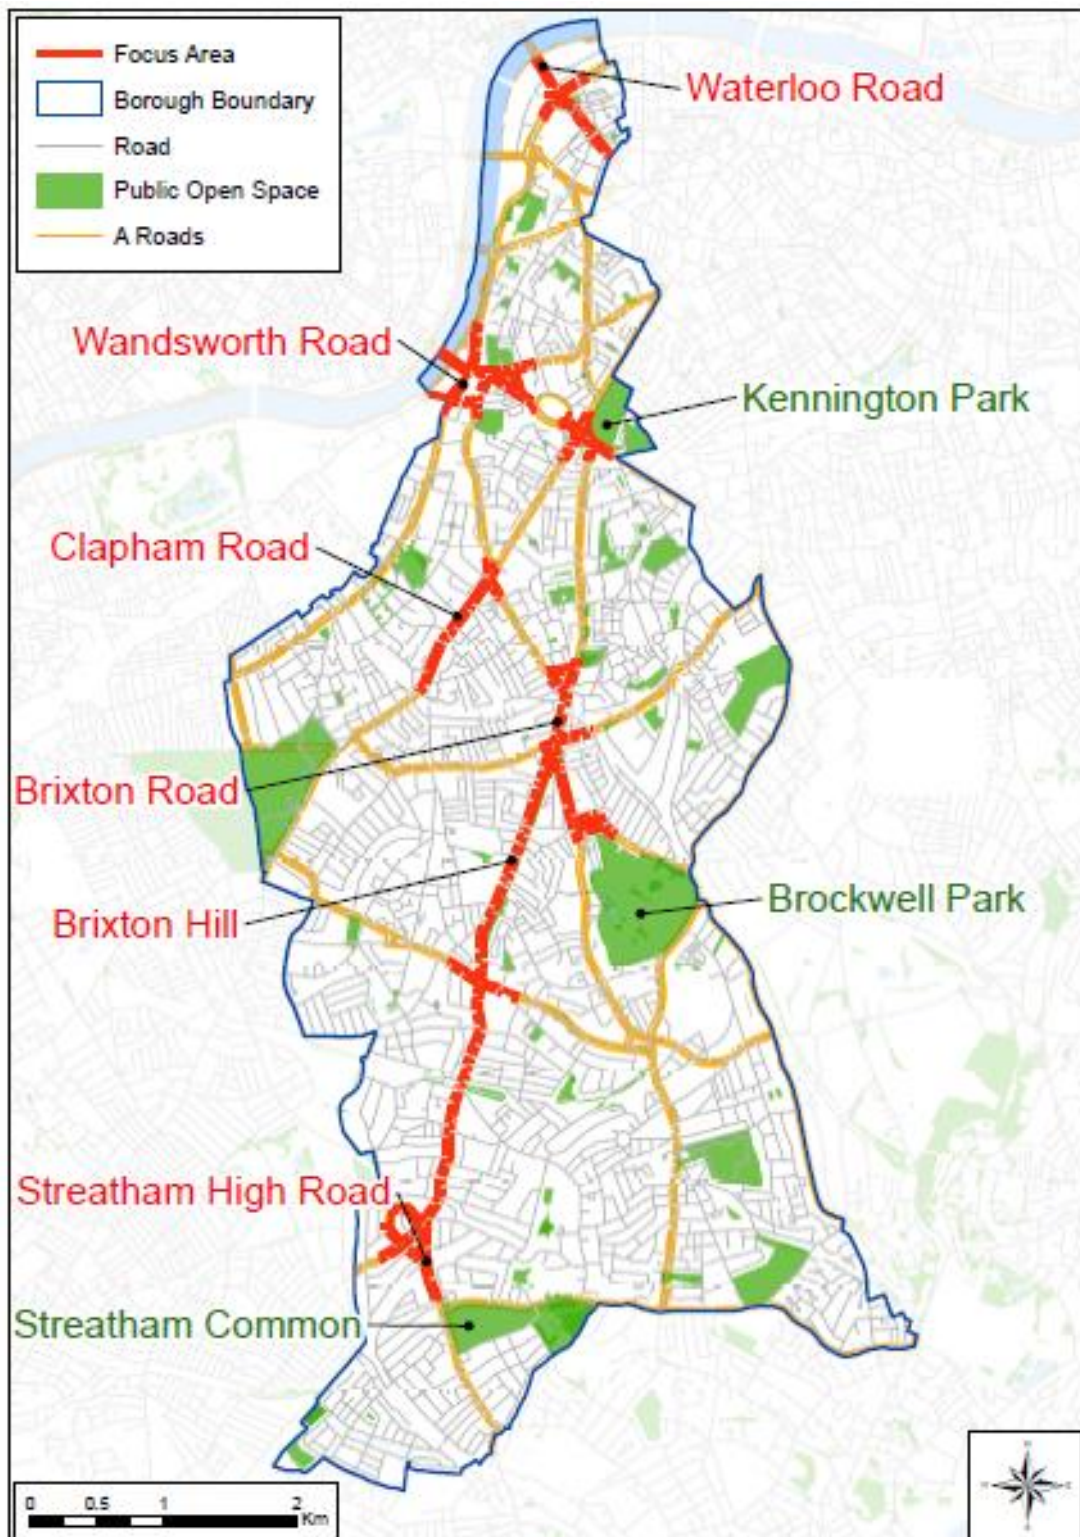 Focus Area
Borough Boundary
Road
Public Open Space
A Roads
Waterloo Road
Wandsworth Road
Kennington Park
Clapham Road
Brixton Road
Brixton Hill
Brockwell Park
Streatham High Road
Streatham Common
0 0.5 1 2
Km